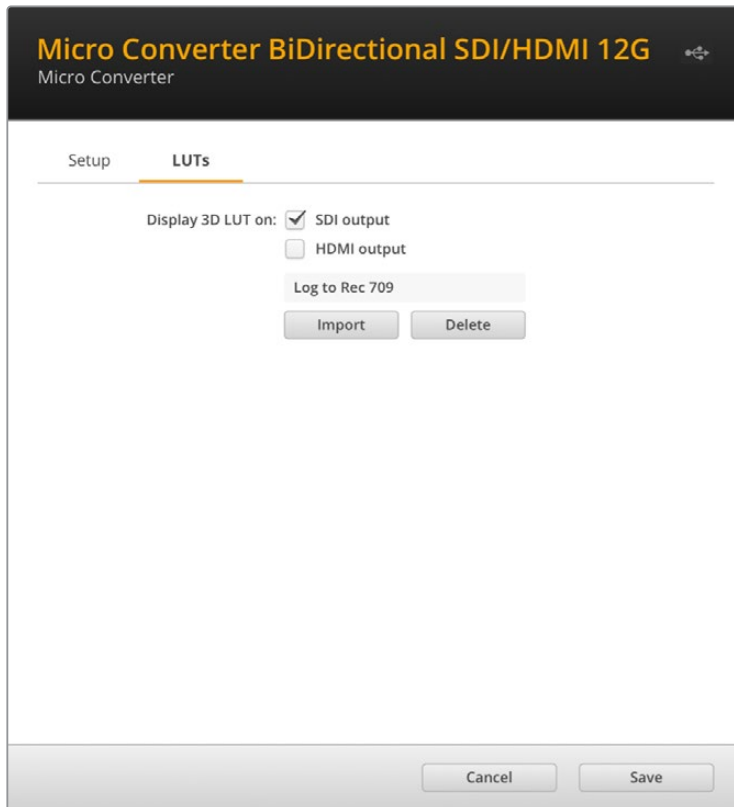 Micro Converter BiDirectional SDI/HDMI 12G
Micro Converter
Setup LUTs
Display 3D LUT on: SDI output
HDMI output
Log to Rec 709
Import Delete
Cancel Save